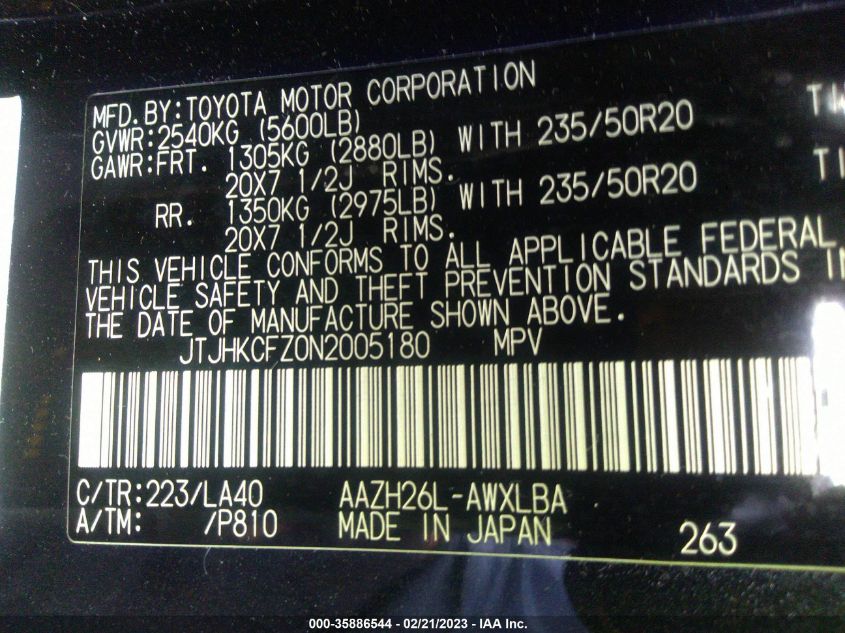 MFD.BY:TOYOTA MOTOR CORPORATION
GVWR:2540KG (5600LB)
GAWR:FRT. 1305KG (2880LB) WITH 235/50R20
20X7 1/2J RIMS.
RR. 1350KG (2975LB) WITH 235/50R20
20X7 1/2J RIMS.
THIS VEHICLE CONFORMS TO ALL APPLICABLE FEDERAL
VEHICLE SAFETY AND THEFT PREVENTION STANDARDS
THE DATE OF MANUFACTURE SHOWN ABOVE.
JTJHKCFZ0N2005180 MPV
C/TR:223/LA40 AAZH26L-AWXLBA
A/TM: /P810 MADE IN JAPAN 263
000-35886544 - 02/21/2023 - IAA Inc.